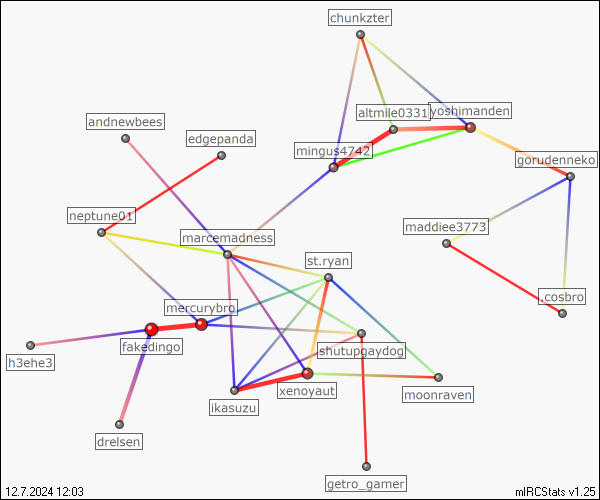 chunkzter
altmile0331
yoshimanden
andnewbees
edgepanda
mingus4742
gorudenneko
neptune01
maddiee3773
marcemadness
st.ryan
cosbro
mercurybro
fakedingo
shutupgaydog
h3ehe3
xenoyaut
moonraven
ikasuzu
drelsen
getro_gamer
12.7.2024 12:03
mIRCStats v1.25